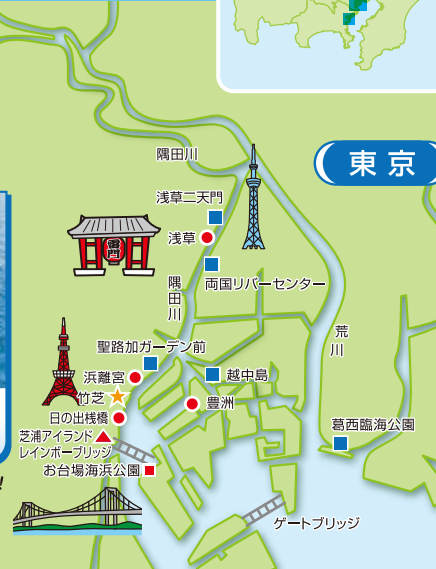 隅田川
東京
浅草二天門
雷門
浅草
両国リバーセンター
隅田川
荒川
聖路加ガーデン前
浜離宮
越中島
竹芝
豊洲
日の出桟橋
葛西臨海公園
芝浦アイランド
レインボーブリッジ
お台場海浜公園
ゲートブリッジ